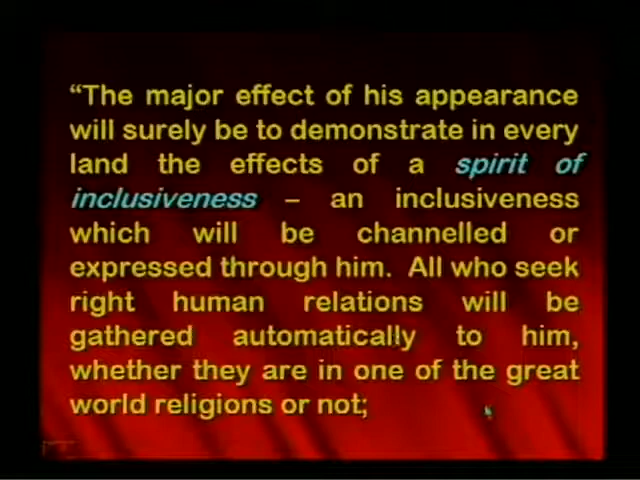 “The major effect of his appearance
will surely be to demonstrate in every
land the effects of a spirit of
inclusiveness – an inclusiveness
which will be channelled or
expressed through him. All who seek
right human relations will be
gathered automatically to him,
whether they are in one of the great
world religions or not;